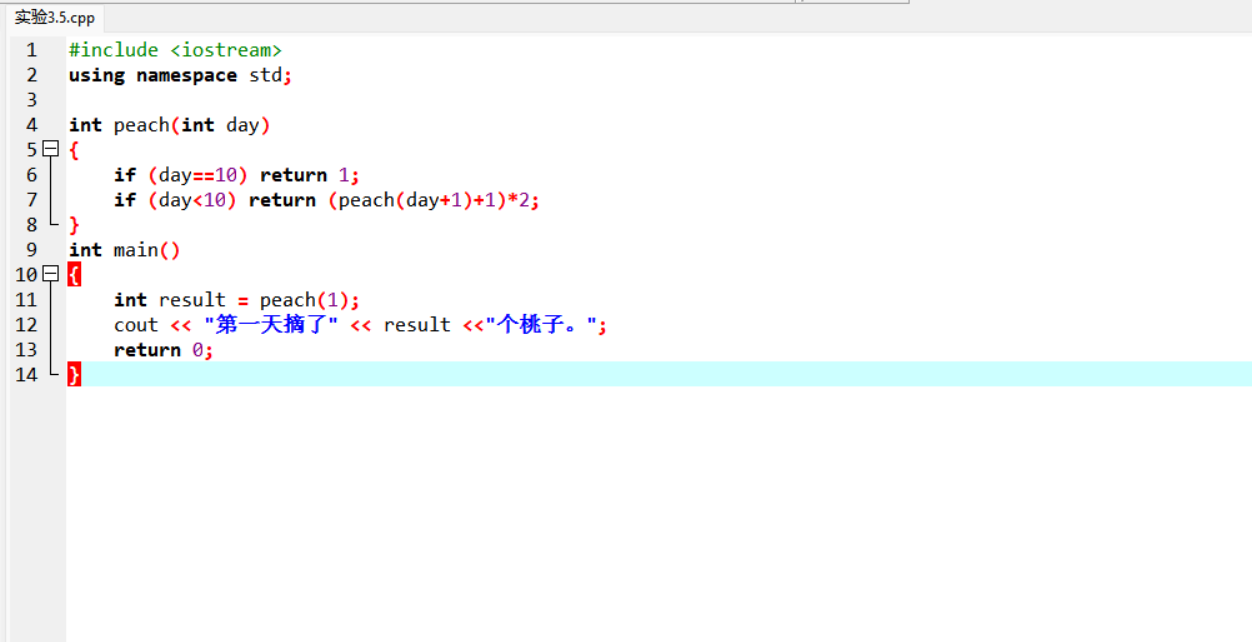 实验3.5.cpp
1 #include <iostream>
2 using namespace std;
3
4 int peach(int day)
5 {
6 if (day==10) return 1;
7 if (day<10) return (peach(day+1)+1)*2;
8 }
9 int main()
10 {
11 int result = peach(1);
12 cout << "第一天摘了" << result <<"个桃子。";
13 return 0;
14 }